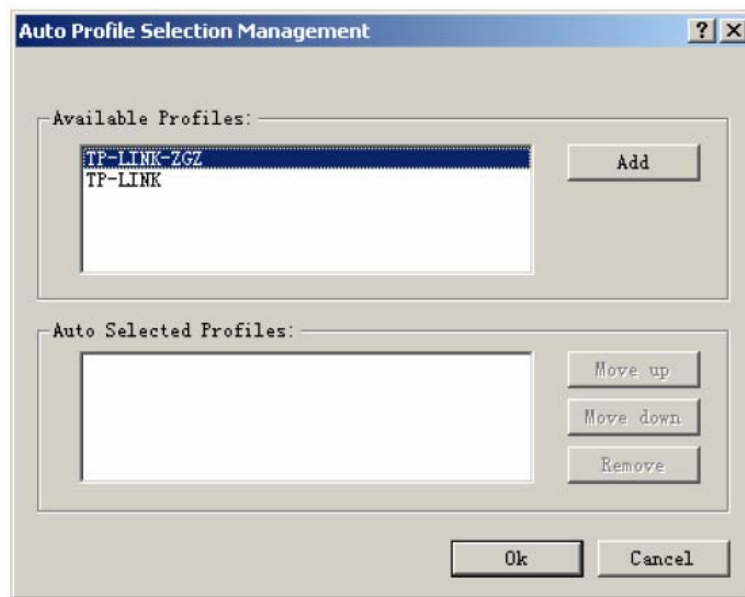 Auto Profile Selection Management
Available Profiles:
TP-LINK-ZGZ
TP-LINK
Add
Auto Selected Profiles:
Move up
Move down
Remove
Ok
Cancel